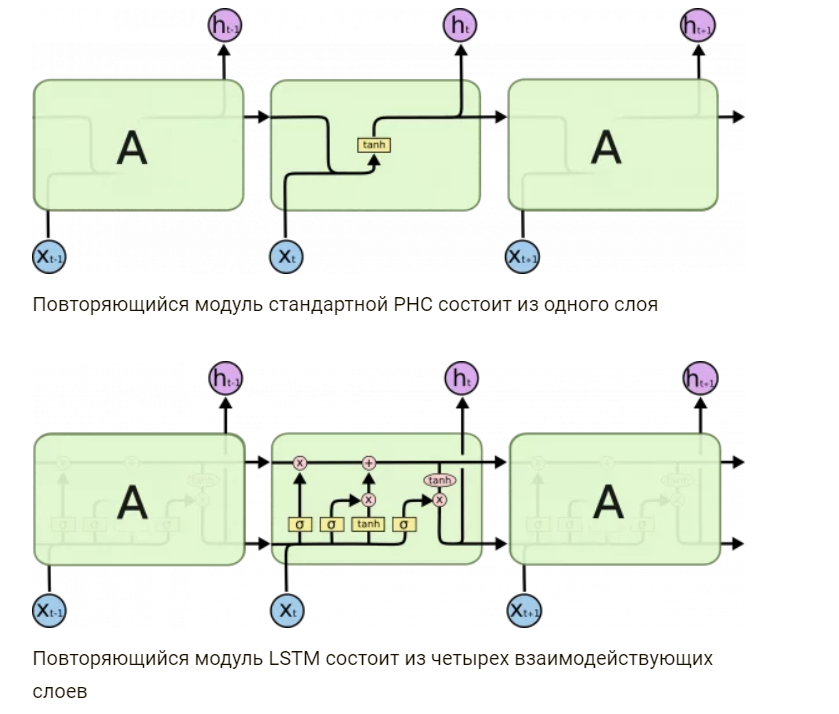 hₜ₋₁ hₜ hₜ₊₁
A tanh A
xₜ₋₁ xₜ xₜ₊₁
Повторяющийся модуль стандартной РНС состоит из одного слоя
hₜ₋₁ hₜ hₜ₊₁
x +
tanh
A x x A
σ σ tanh σ
xₜ₋₁ xₜ xₜ₊₁
Повторяющийся модуль LSTM состоит из четырех взаимодействующих
слоев